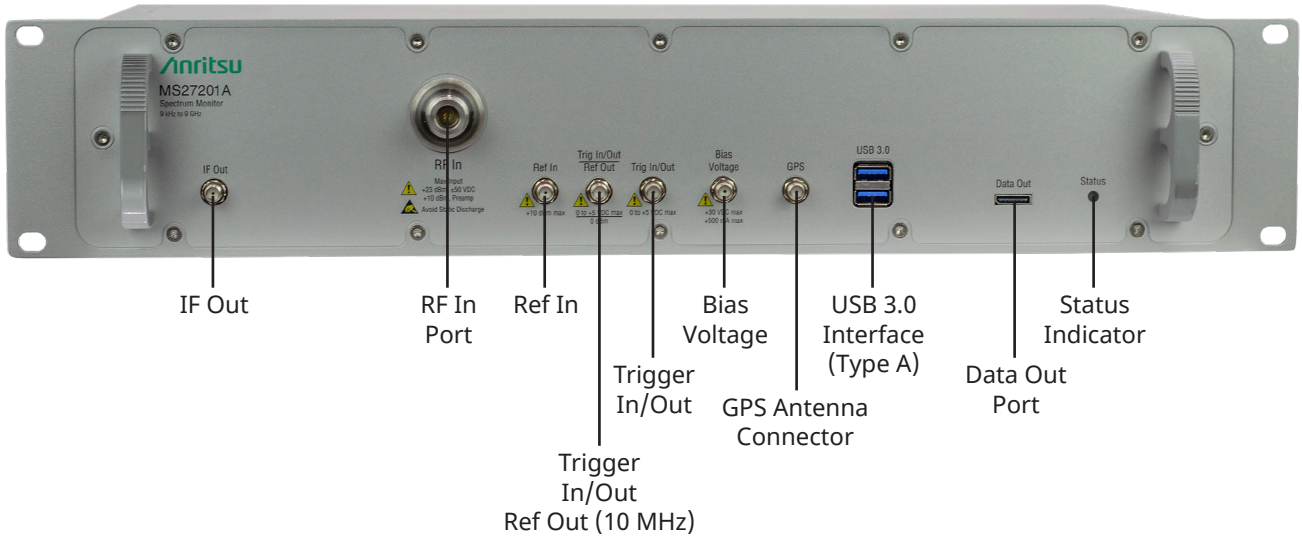 Anritsu
MS27201A
Spectrum Monitor
9 kHz to 9 GHz
IF Out
RF In
Max Input
+23 dBm, ±50 VDC
+10 dBm, Preamp
Avoid Static Discharge
Ref In
+10 dBm max
Trig In/Out
Ref Out
0 to +5 VDC max
0 dBm
Trig In/Out
0 to +5 VDC max
Bias
Voltage
+30 VDC max
+500 mA max
GPS
USB 3.0
Data Out
Status
IF Out
RF In
Port
Ref In
Trigger
In/Out
Ref Out (10 MHz)
Trigger
In/Out
Bias
Voltage
GPS Antenna
Connector
USB 3.0
Interface
(Type A)
Data Out
Port
Status
Indicator